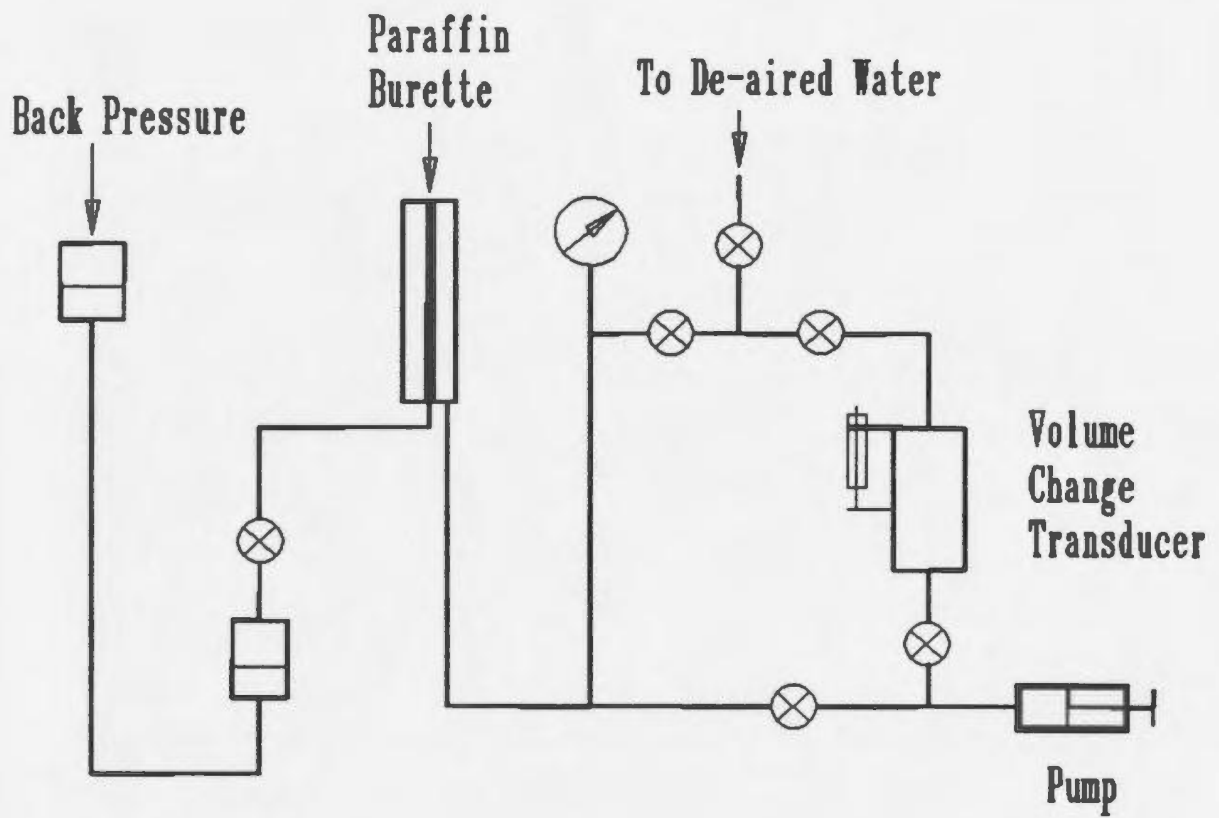 Paraffin
Burette
To De-aired Water
Back Pressure
Volume
Change
Transducer
Pump